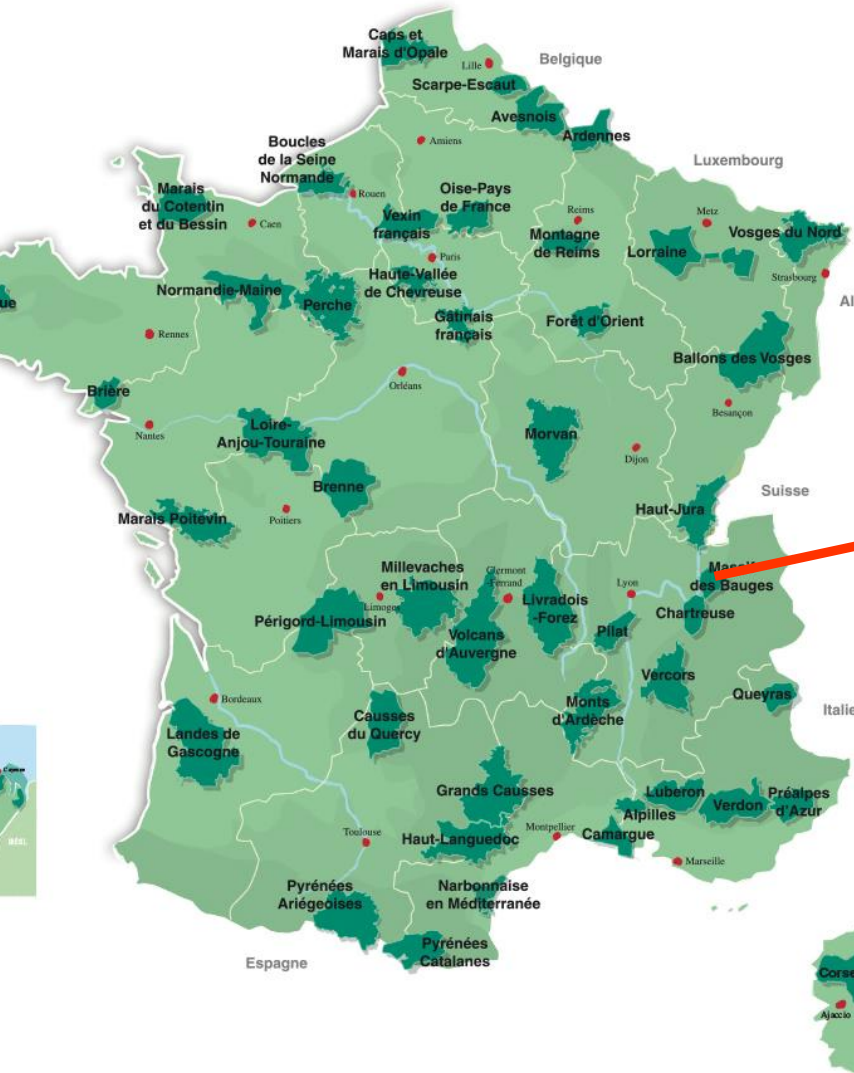 Caps et
Marais d'Opale
Lille
Belgique
Scarpe-Escaut
Avesnois
Ardennes
Amiens
Boucles
de la Seine
Normande
Luxembourg
Marais
du Cotentin
et du Bessin
Rouen
Oise-Pays
de France
Caen
Vexin
français
Reims
Montagne
de Reims
Metz
Lorraine
Vosges du Nord
Paris
Haute-Vallée
de Chevreuse
Strasbourg
Normandie-Maine
Perche
ue
Al
Gâtinais
français
Forêt d'Orient
Rennes
Ballons des Vosges
Orléans
Brière
Besançon
Nantes
Loire-
Anjou-Touraine
Morvan
Dijon
Brenne
Suisse
Marais Poitevin
Poitiers
Haut-Jura
Millevaches
en Limousin
Clermont
Ferrand
Lyon
des Bauges
Limoges
Livradois
-Forez
Chartreuse
Périgord-Limousin
Volcans
d'Auvergne
Pilat
Vercors
Bordeaux
Queyras
Italie
Causses
du Quercy
Monts
d'Ardèche
Landes de
Gascogne
Cayenne
Grands Causses
Luberon
Verdon
Préalpes
d'Azur
Alpilles
Toulouse
Haut-Languedoc
Montpellier
Camargue
Marseille
Pyrénées
Ariégeoises
Narbonnaise
en Méditerranée
Pyrénées
Catalanes
Espagne
Corse
Ajaccio